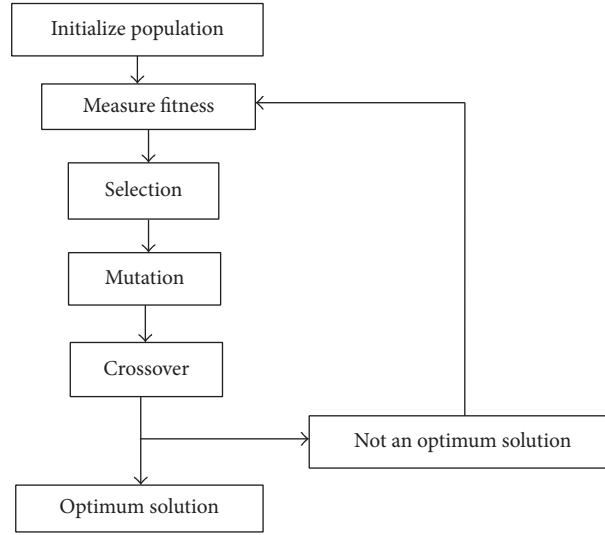 Initialize population
Measure fitness
Selection
Mutation
Crossover
Not an optimum solution
Optimum solution